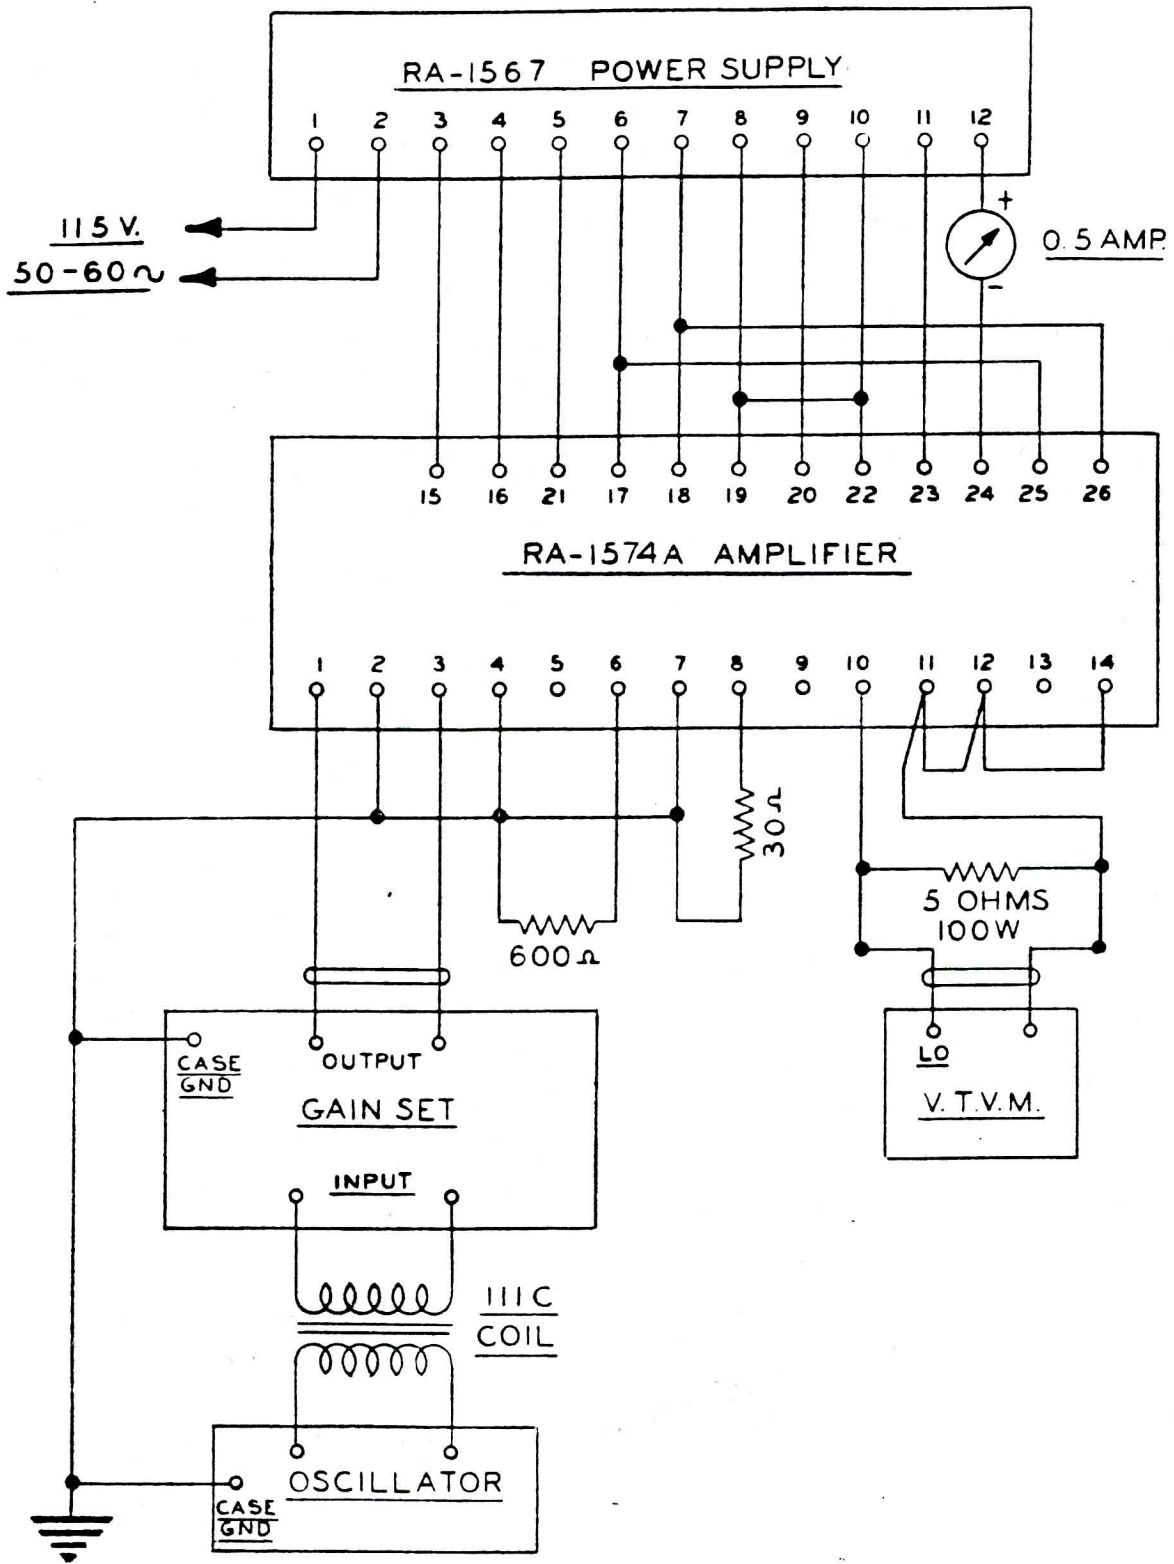 RA-1567 POWER SUPPLY
1 2 3 4 5 6 7 8 9 10 11 12
115 V.
50-60~
+
0.5 AMP.
-
15 16 21 17 18 19 20 22 23 24 25 26
RA-1574A AMPLIFIER
1 2 3 4 5 6 7 8 9 10 11 12 13 14
30Ω
600Ω
5 OHMS
100W
CASE
GND
OUTPUT
GAIN SET
INPUT
LO
V.T.V.M.
111C
COIL
OSCILLATOR
CASE
GND